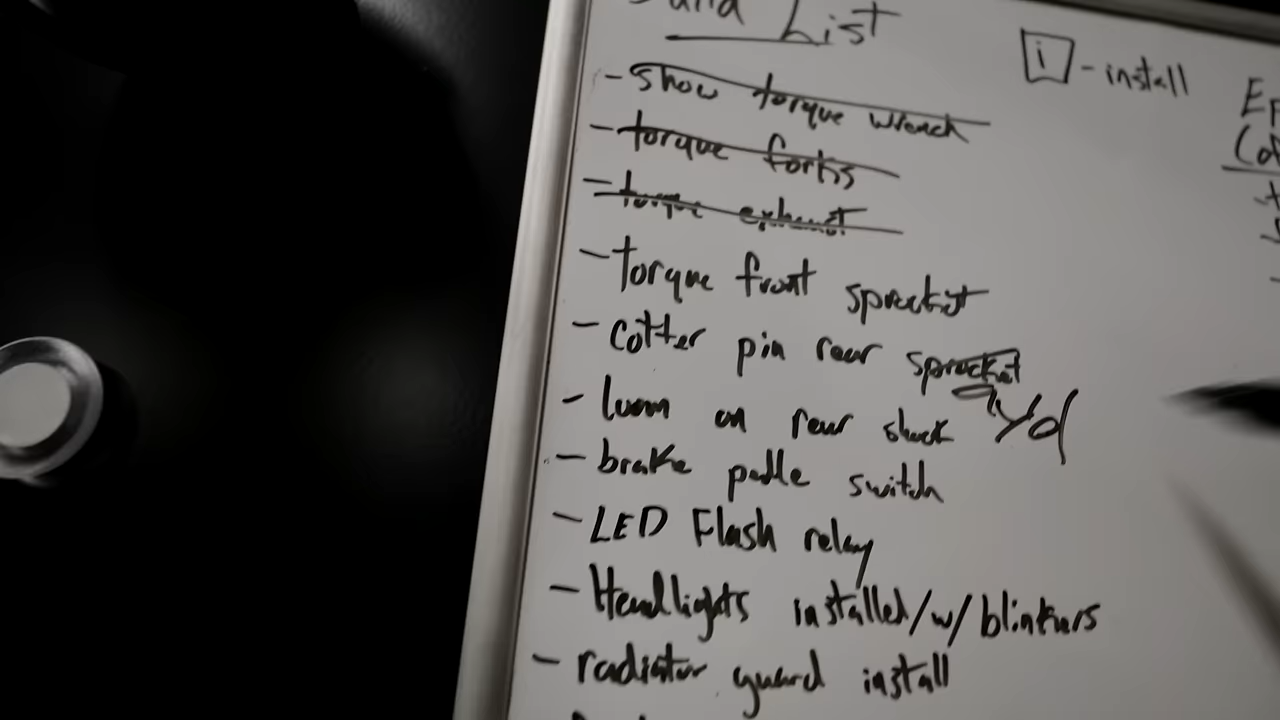 List
- show torque wrench
- torque forks
- torque exhaust
- torque front sprocket
- cotter pin rear sprocket
- loom on rear shock
- brake pedle switch
- LED Flash relay
- Headlights installed/w/blinkers
- radiator guard install
i - install